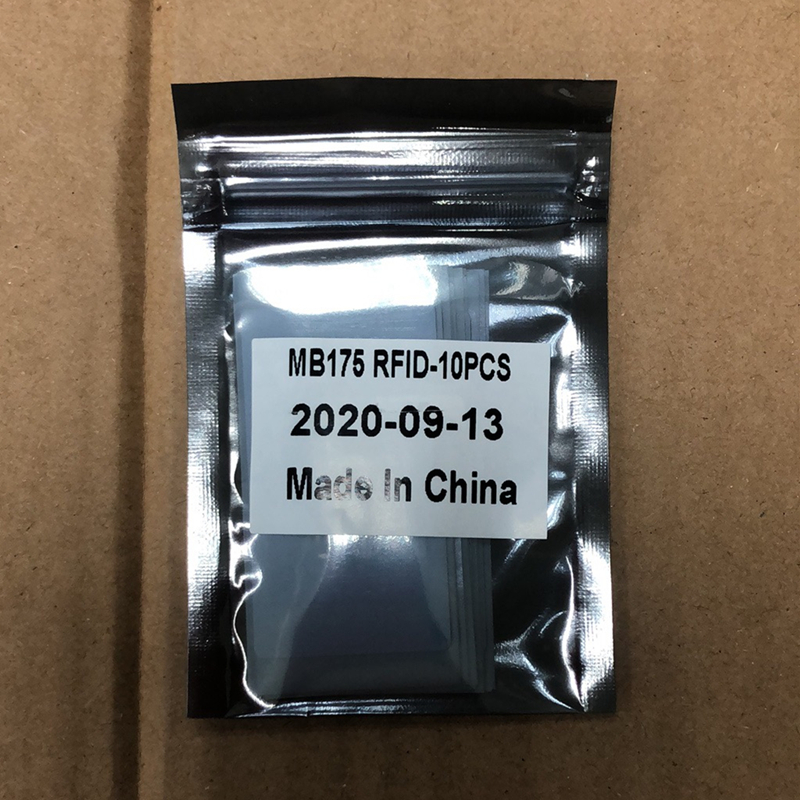 MB175 RFID-10PCS
2020-09-13
Made In China